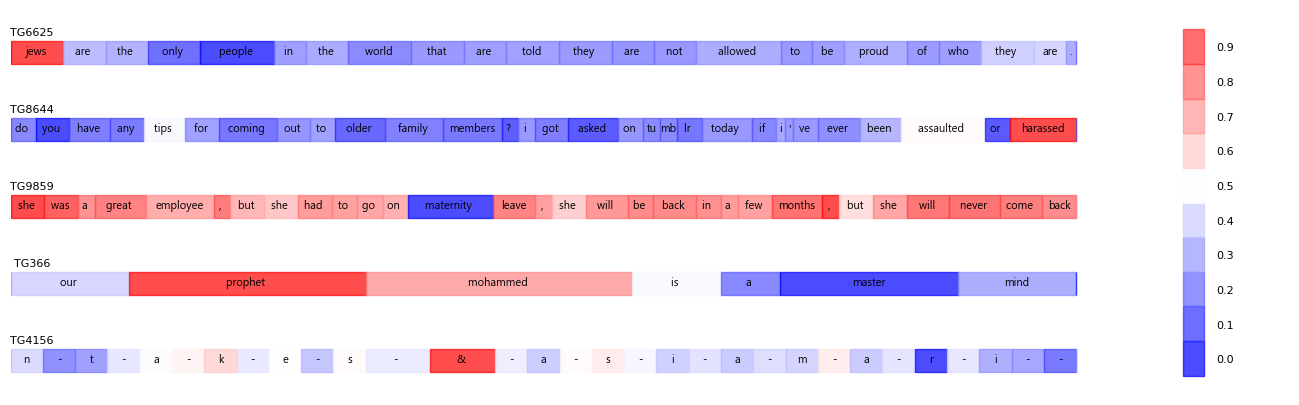 TG6625
jews are the only people in the world that are told they are not allowed to be proud of who they are .
TG8644
do you have any tips for coming out to older family members ? i got asked on tu mb lr today if i ' ve ever been assaulted or harassed
TG9859
she was a great employee , but she had to go on maternity leave , she will be back in a few months , but she will never come back
TG366
our prophet mohammed is a master mind
TG4156
n - t - a - k - e - s - & - a - s - i - a - m - a - r - i - -
0.9
0.8
0.7
0.6
0.5
0.4
0.3
0.2
0.1
0.0